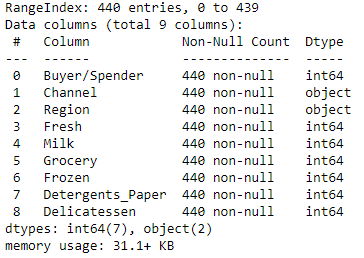 RangeIndex: 440 entries, 0 to 439
Data columns (total 9 columns):
 #   Column            Non-Null Count  Dtype
---  ------            --------------  -----
 0   Buyer/Spender     440 non-null    int64
 1   Channel           440 non-null    object
 2   Region            440 non-null    object
 3   Fresh             440 non-null    int64
 4   Milk              440 non-null    int64
 5   Grocery           440 non-null    int64
 6   Frozen            440 non-null    int64
 7   Detergents_Paper  440 non-null    int64
 8   Delicatessen      440 non-null    int64
dtypes: int64(7), object(2)
memory usage: 31.1+ KB